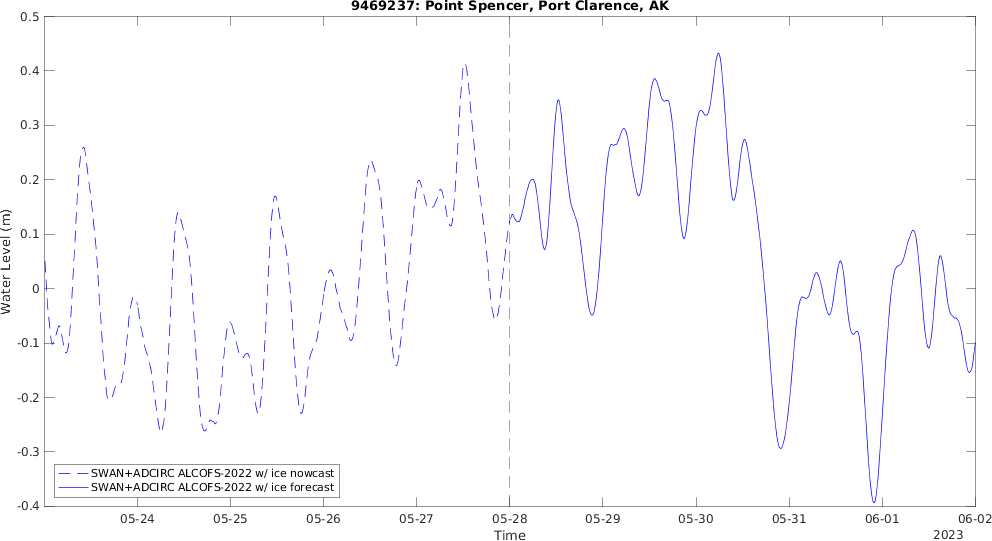 9469237: Point Spencer, Port Clarence, AK
0.5
0.4
0.3
0.2
0.1
0
-0.1
-0.2
-0.3
-0.4
Water Level (m)
SWAN+ADCIRC ALCOFS-2022 w/ ice nowcast
SWAN+ADCIRC ALCOFS-2022 w/ ice forecast
05-24 05-25 05-26 05-27 05-28 05-29 05-30 05-31 06-01 06-02
Time
2023